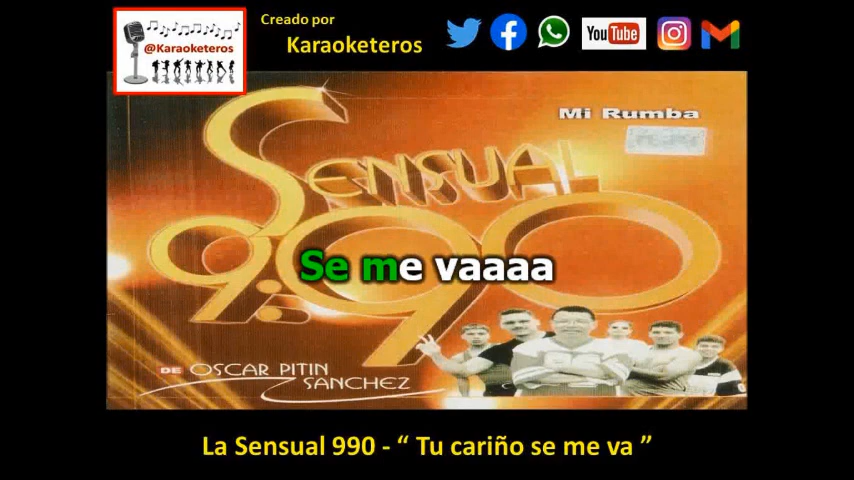 @Karaoketeros
Creado por
Karaoketeros
You Tube
Mi Rumba
SENSUAL
990
Se me vaaaa
DE OSCAR PITIN
SANCHEZ
La Sensual 990 - “ Tu cariño se me va ”